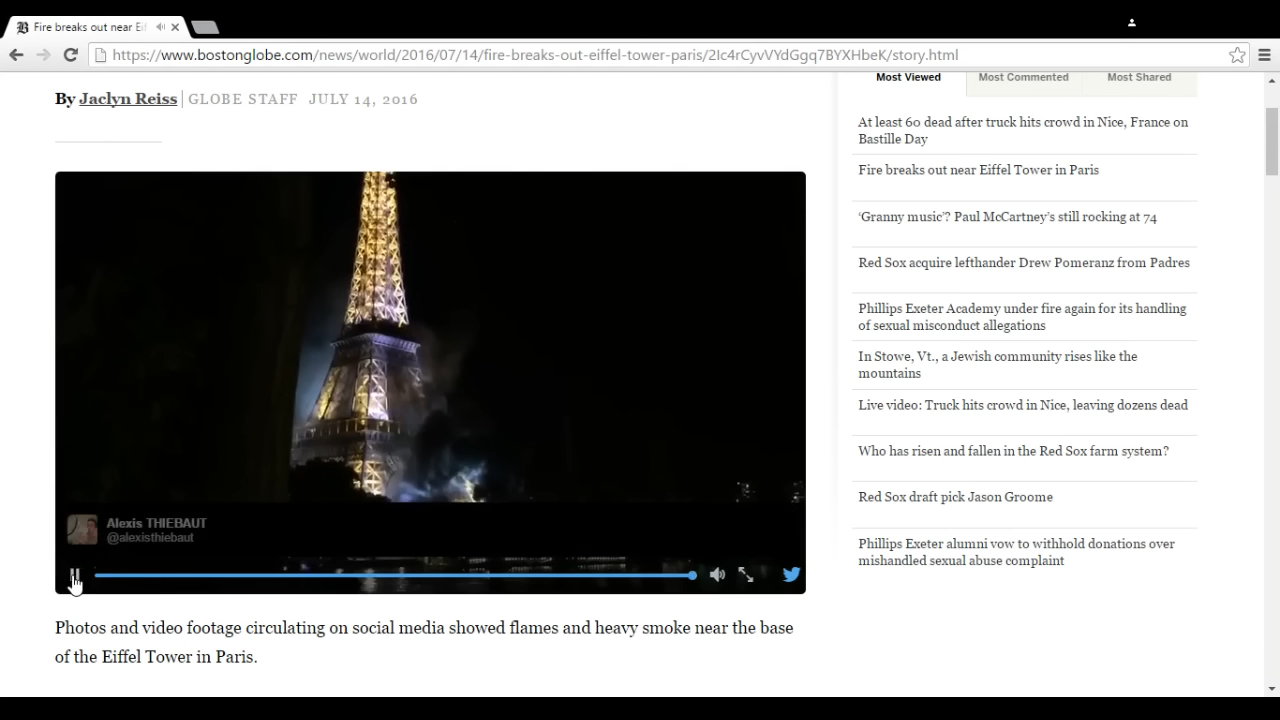 Fire breaks out near Ei
https://www.bostonglobe.com/news/world/2016/07/14/fire-breaks-out-eiffel-tower-paris/2Ic4rCyvVYdGgq7BYXHbeK/story.html
By Jaclyn Reiss | GLOBE STAFF JULY 14, 2016
Alexis THIEBAUT
@alexisthiebaut
Photos and video footage circulating on social media showed flames and heavy smoke near the base
of the Eiffel Tower in Paris.
Most Viewed Most Commented Most Shared
At least 60 dead after truck hits crowd in Nice, France on
Bastille Day
Fire breaks out near Eiffel Tower in Paris
‘Granny music’? Paul McCartney’s still rocking at 74
Red Sox acquire lefthander Drew Pomeranz from Padres
Phillips Exeter Academy under fire again for its handling
of sexual misconduct allegations
In Stowe, Vt., a Jewish community rises like the
mountains
Live video: Truck hits crowd in Nice, leaving dozens dead
Who has risen and fallen in the Red Sox farm system?
Red Sox draft pick Jason Groome
Phillips Exeter alumni vow to withhold donations over
mishandled sexual abuse complaint